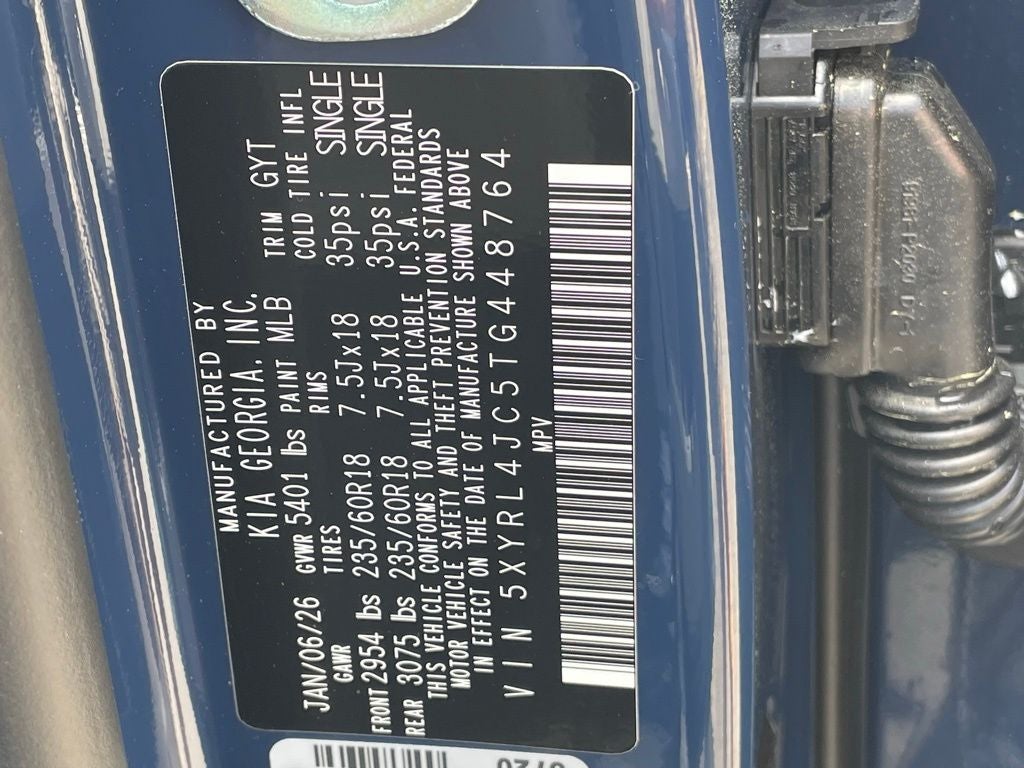 MANUFACTURED BY
KIA GEORGIA. INC.
JAN/06/26 GVWR 5401 lbs PAINT MLB TRIM GYT
GAWR TIRES RIMS COLD TIRE INFL
FRONT 2954 lbs 235/60R18 7.5Jx18 35psi SINGLE
REAR 3075 lbs 235/60R18 7.5Jx18 35psi SINGLE
THIS VEHICLE CONFORMS TO ALL APPLICABLE U.S.A. FEDERAL
MOTOR VEHICLE SAFETY AND THEFT PREVENTION STANDARDS
IN EFFECT ON THE DATE OF MANUFACTURE SHOWN ABOVE
VIN 5XYRL4JC5TG448764
MPV